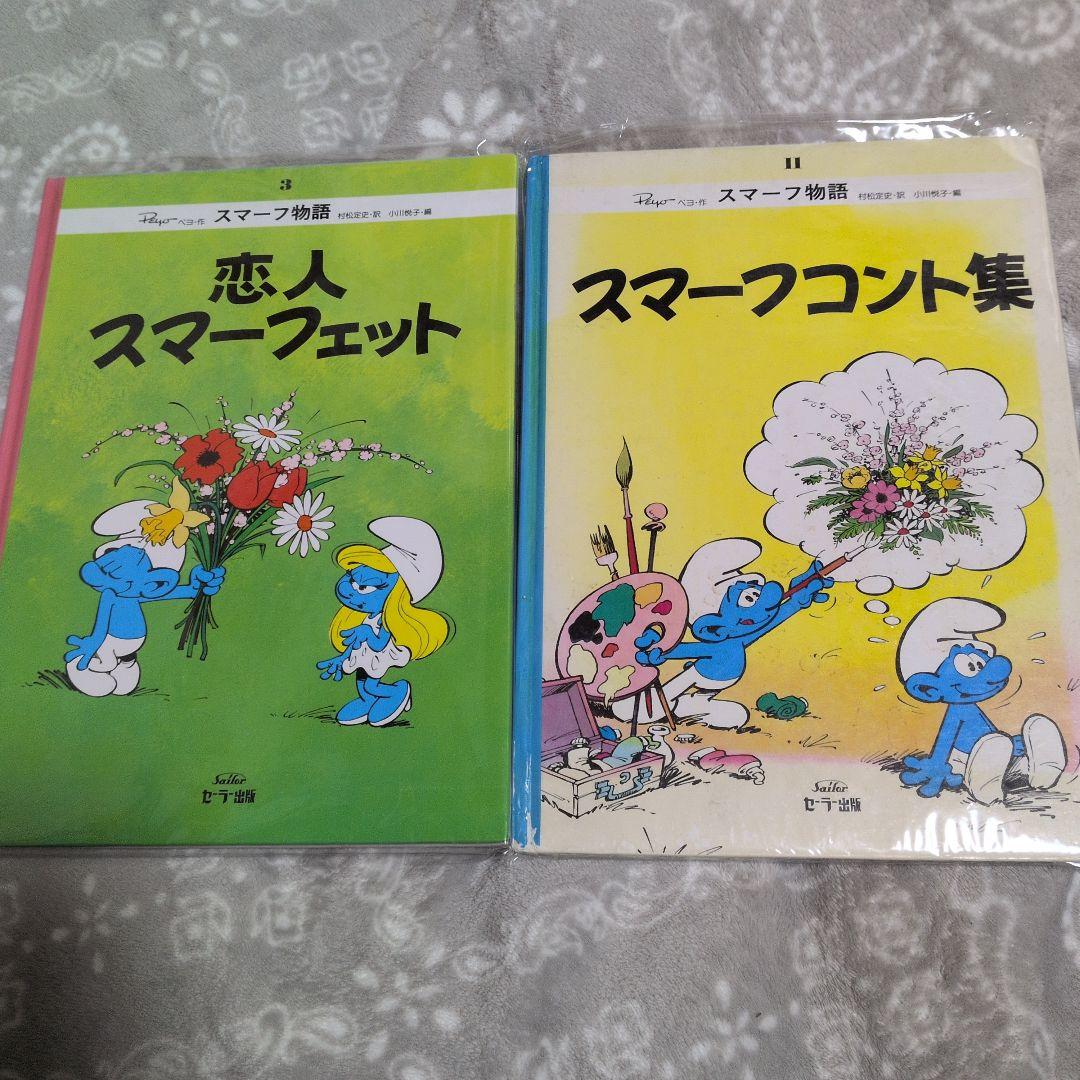 3
Peyo ペヨ・作 スマーフ物語 村松定史・訳 小川悦子・編
恋人
スマーフェット
Sailor
セーラー出版
11
Peyo ペヨ・作 スマーフ物語 村松定史・訳 小川悦子・編
スマーフコント集
Sailor
セーラー出版